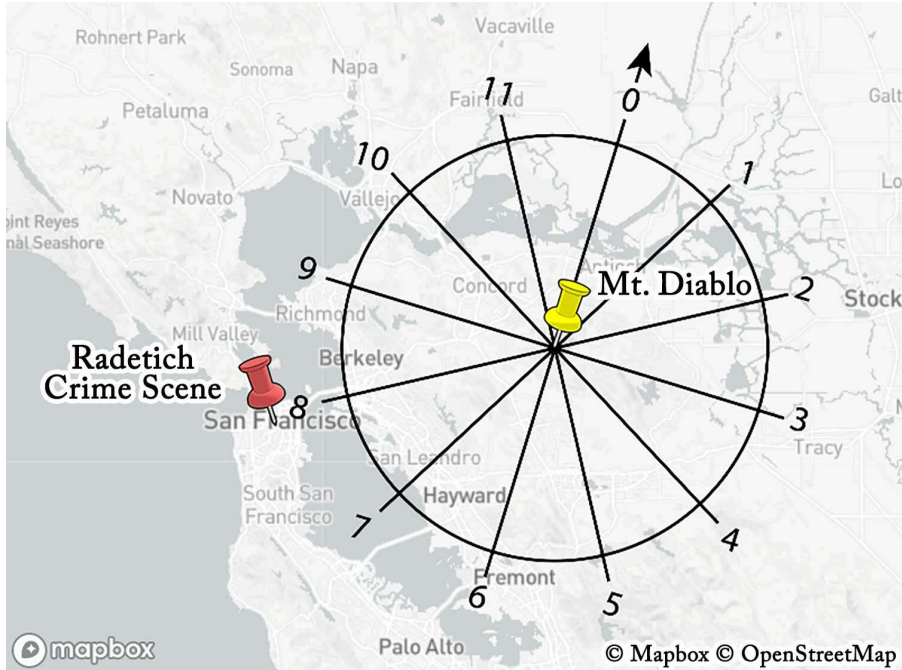 Vacaville
Rohnert Park
Sonoma
Napa
Fairfield
Galt
Petaluma
11
0
10
1
Novato
Vallejo
Lo
oint Reyes
nal Seashore
9
Concord
Antioch
Mt. Diablo
2
Stock
Richmond
Mill Valley
Radetich
Crime Scene
Berkeley
8
San Francisco
3
Tracy
San Leandro
South San
Francisco
Hayward
7
4
Fremont
6
5
Palo Alto
mapbox
© Mapbox © OpenStreetMap